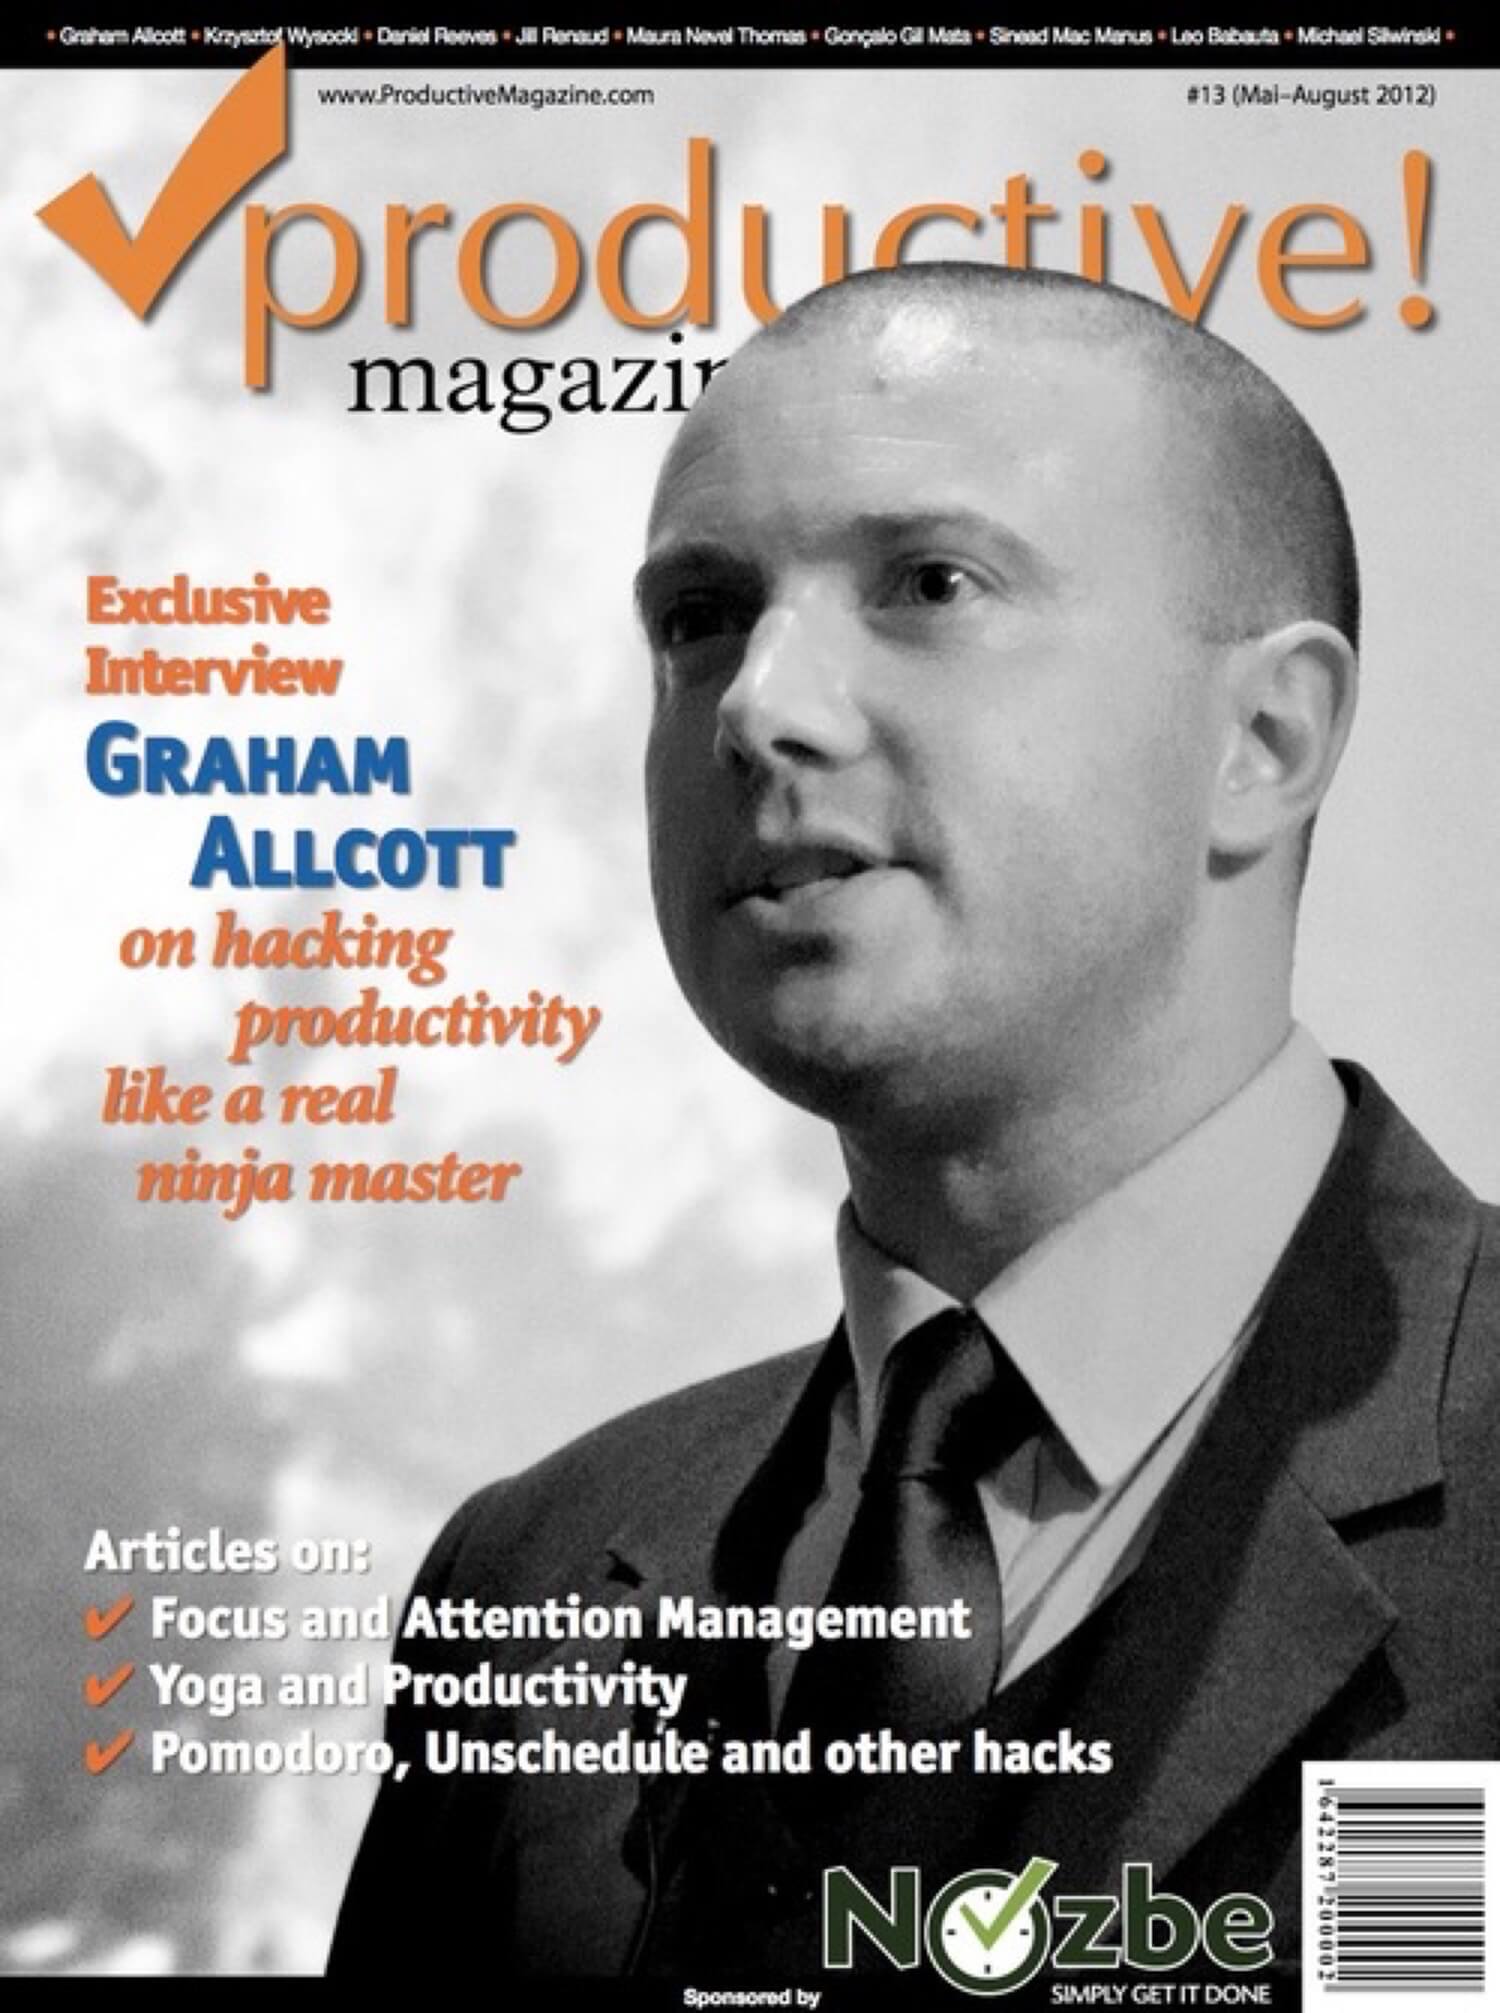 • Graham Allcott • Krzysztof Wysocki • Daniel Reeves • Jill Renaud • Maura Nevel Thomas • Gonçalo Gil Mata • Sinead Mac Manus • Leo Babauta • Michael Sliwinski •
www.ProductiveMagazine.com
#13 (Mai–August 2012)
productive!
magazin
Exclusive
Interview
GRAHAM
ALLCOTT
on hacking
productivity
like a real
ninja master
Articles on:
✔ Focus and Attention Management
✔ Yoga and Productivity
✔ Pomodoro, Unschedule and other hacks
Nozbe
SIMPLY GET IT DONE
Sponsored by
1642287200002